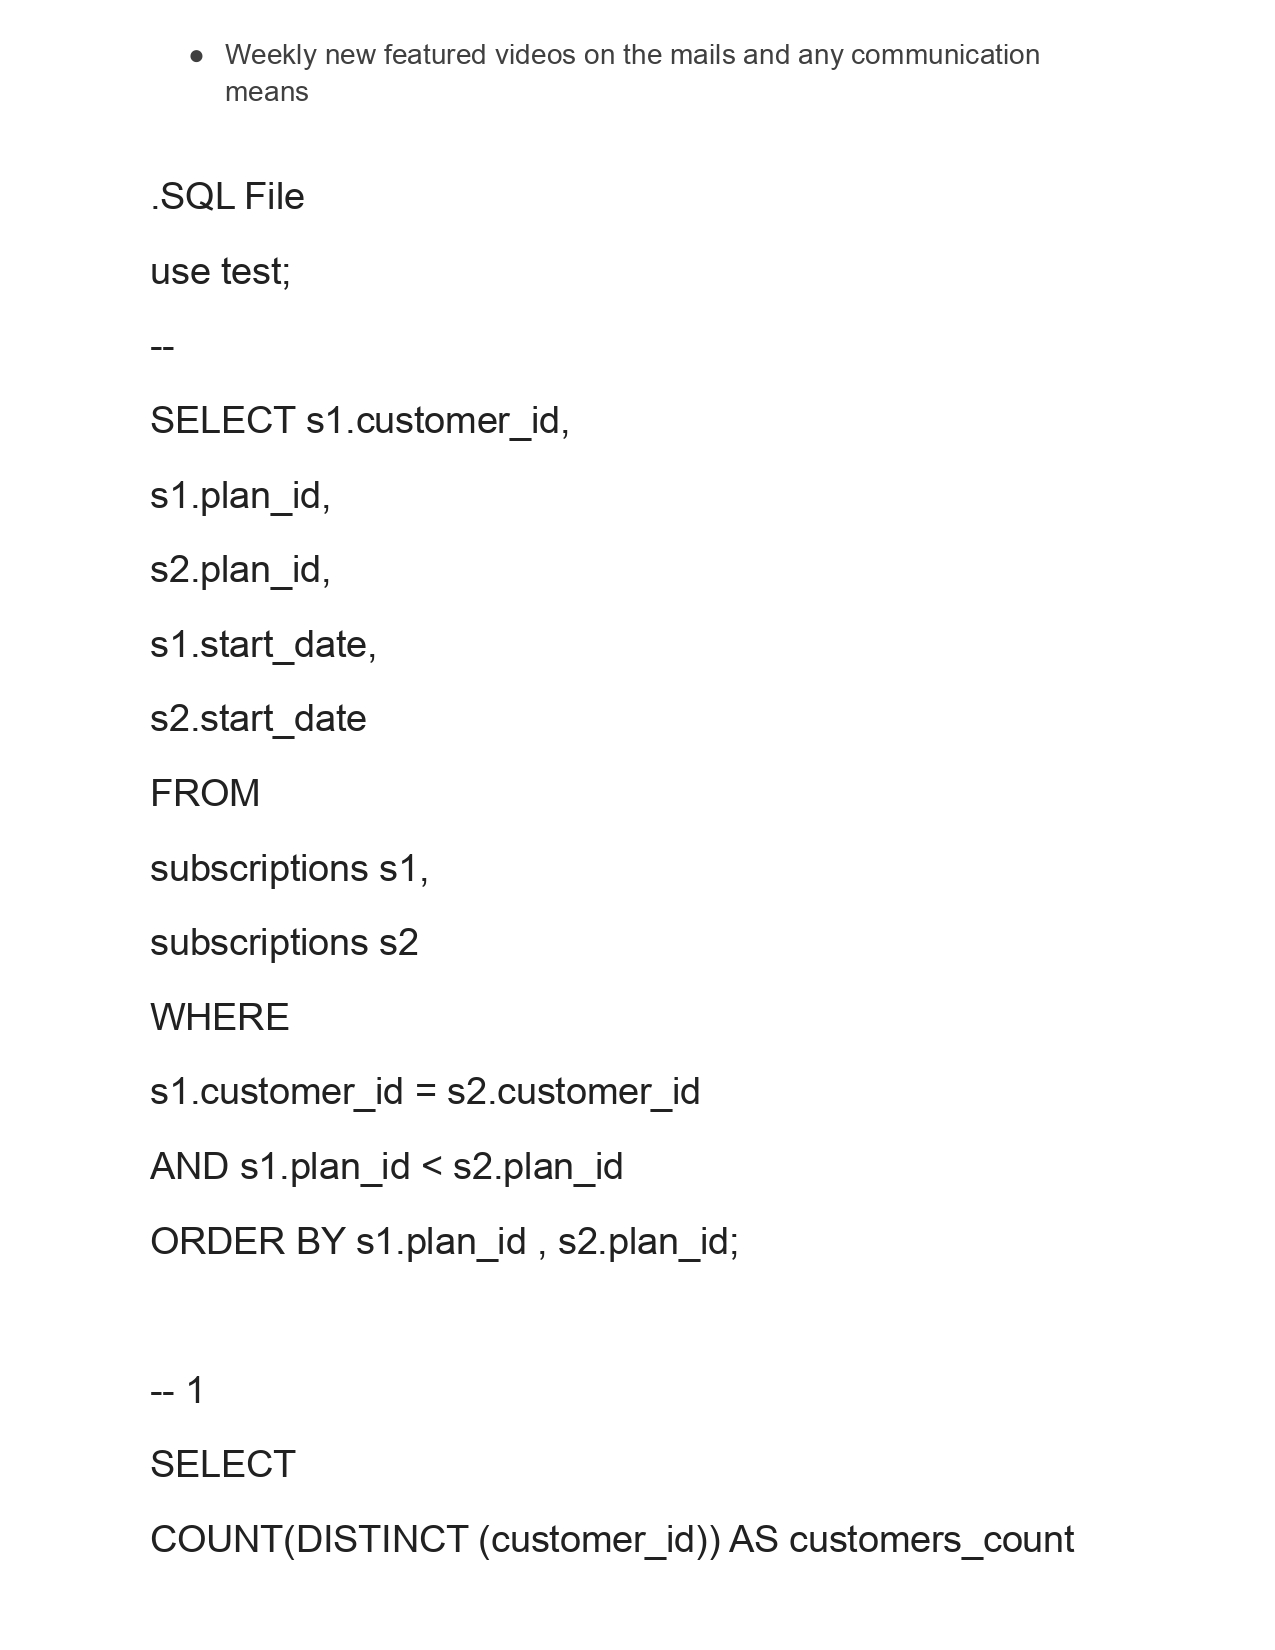 ● Weekly new featured videos on the mails and any communication
means
.SQL File
use test;
--
SELECT s1.customer_id,
s1.plan_id,
s2.plan_id,
s1.start_date,
s2.start_date
FROM
subscriptions s1,
subscriptions s2
WHERE
s1.customer_id = s2.customer_id
AND s1.plan_id < s2.plan_id
ORDER BY s1.plan_id , s2.plan_id;
-- 1
SELECT
COUNT(DISTINCT (customer_id)) AS customers_count